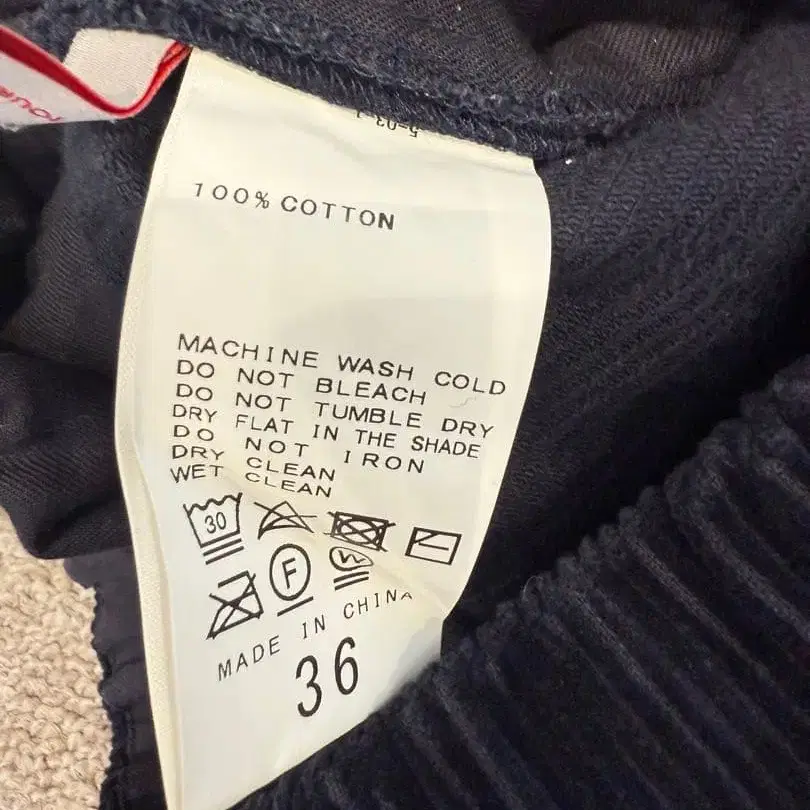 100% COTTON
MACHINE WASH COLD
DO NOT BLEACH
DO NOT TUMBLE DRY
DRY FLAT IN THE SHADE
DO NOT IRON
DRY CLEAN
WET CLEAN
30
F
W
MADE IN CHINA
36